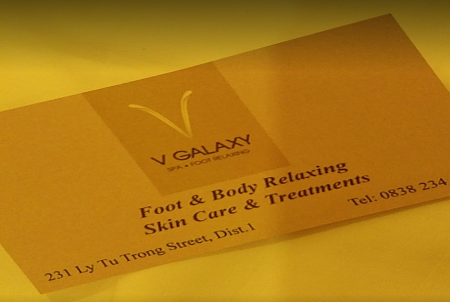 V GALAXY
SPA • FOOT RELAXING
Foot & Body Relaxing
Skin Care & Treatments
231 Ly Tu Trong Street, Dist.1
Tel: 0838 234